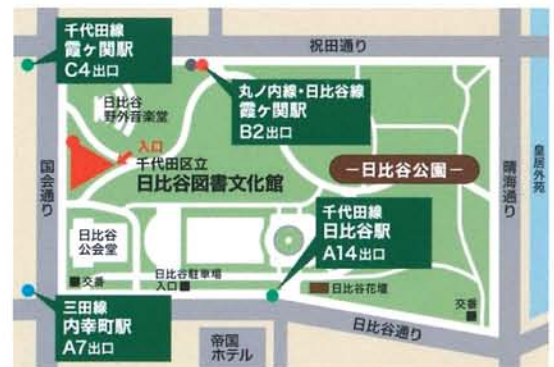 千代田線
霞ヶ関駅
C4出口
祝田通り
丸ノ内線・日比谷線
霞ヶ関駅
B2出口
日比谷
野外音楽堂
入口
千代田区立
日比谷図書文化館
ー日比谷公園ー
国会通り
晴海通り
皇居外苑
日比谷
公会堂
千代田線
日比谷駅
A14出口
交番
日比谷駐車場
入口
日比谷花壇
交番
三田線
内幸町駅
A7出口
帝国
ホテル
日比谷通り